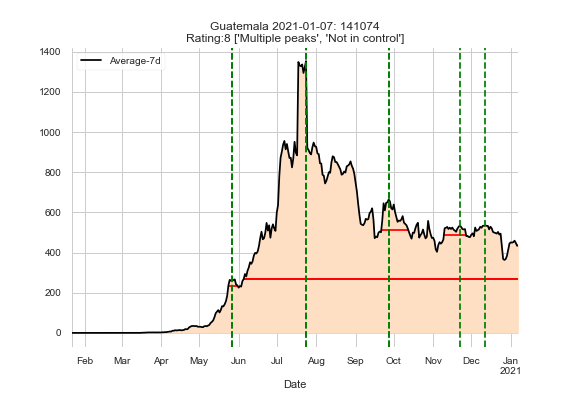 Guatemala 2021-01-07: 141074
Rating:8 ['Multiple peaks', 'Not in control']
Average-7d
1400
1200
1000
800
600
400
200
0
Feb Mar Apr May Jun Jul Aug Sep Oct Nov Dec Jan
2021
Date